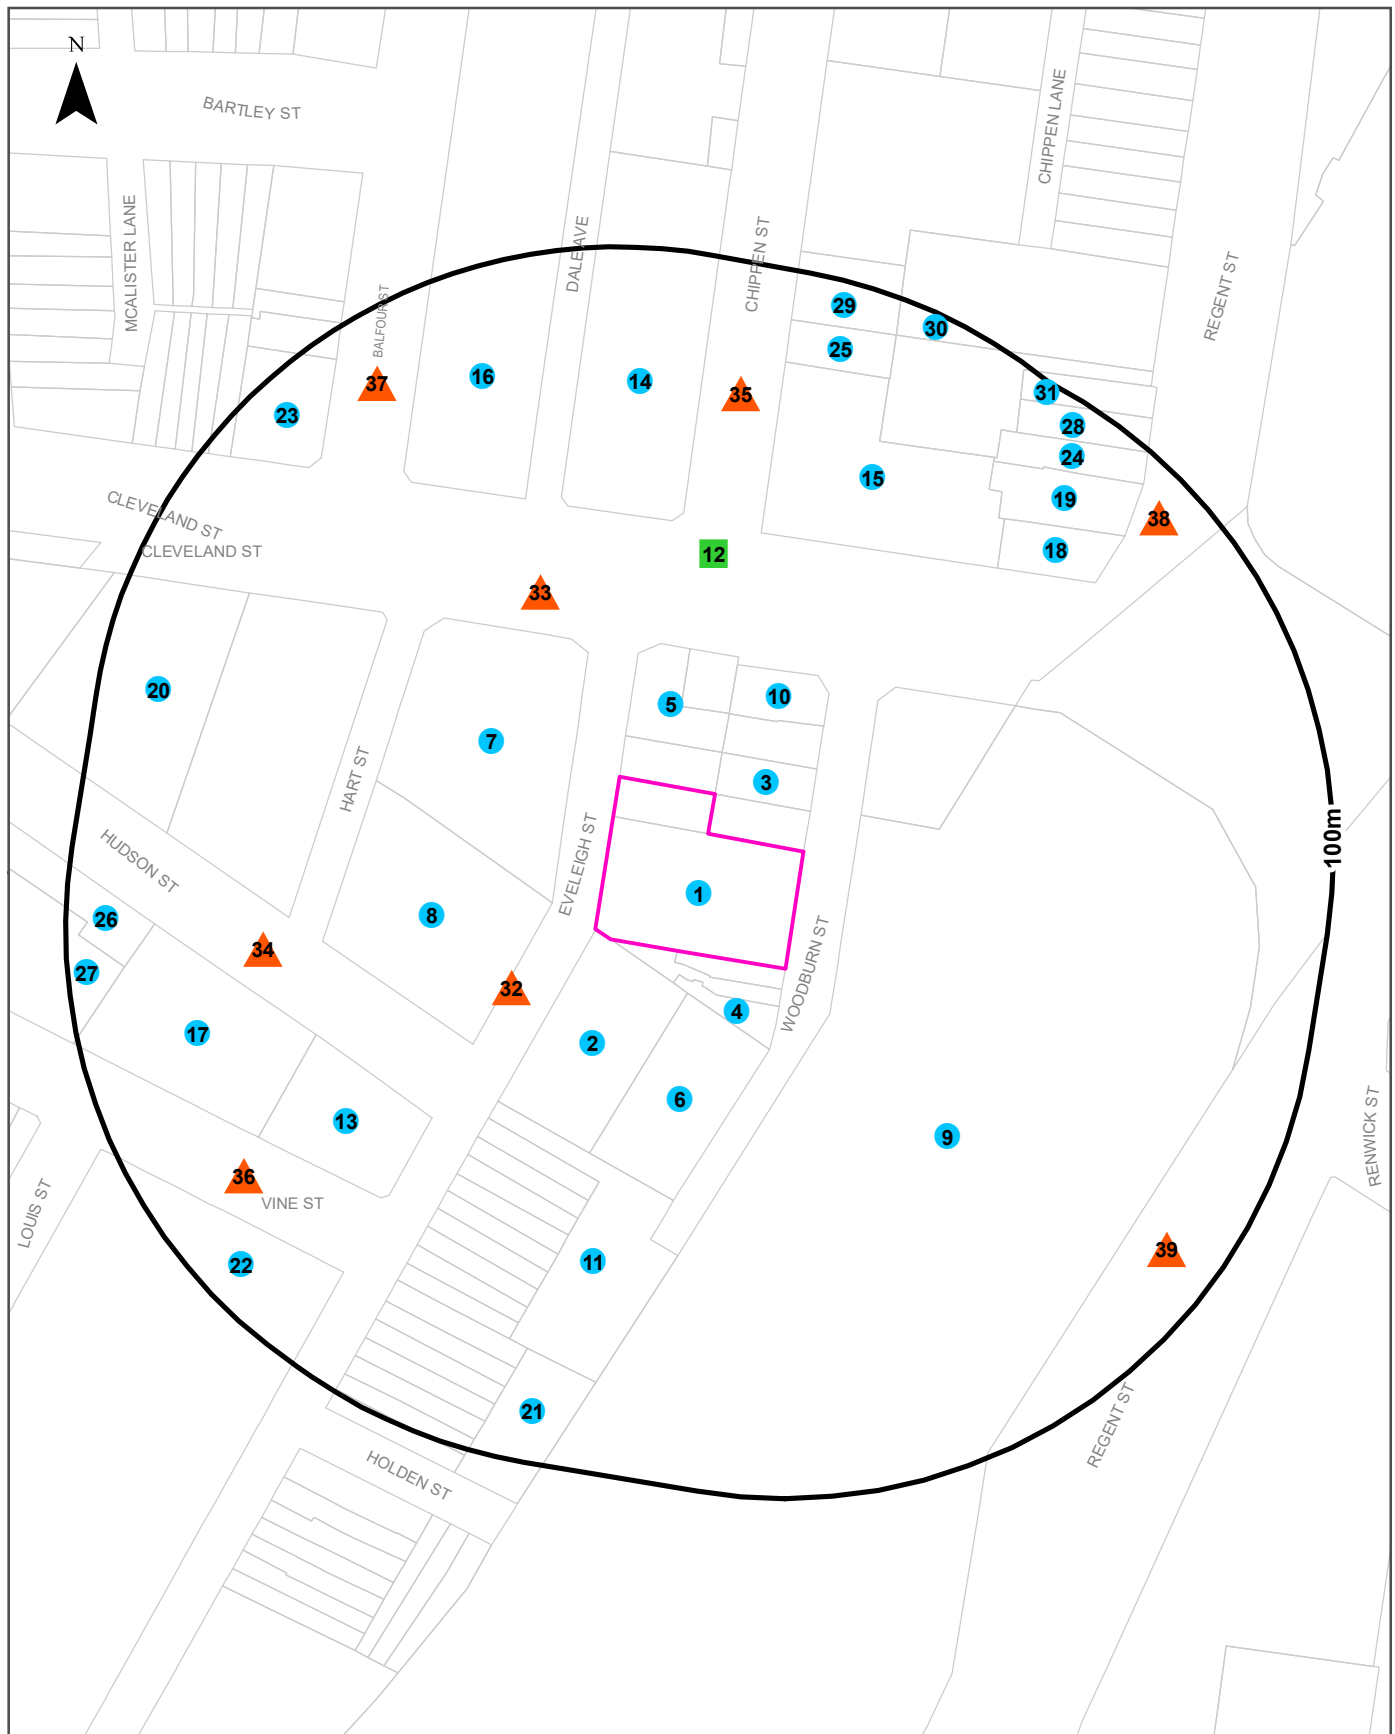 N
BARTLEY ST
CHIPPEN LANE
MCALISTER LANE
DALE AVE
CHIPPEN ST
REGENT ST
BALFOUR ST
29
30
25
16
14
37
35
31
23
28
24
15
19
CLEVELAND ST
38
CLEVELAND ST
12
18
33
20
5
10
7
HART ST
3
100m
HUDSON ST
EVELEIGH ST
1
26
8
34
WOODBURN ST
27
32
4
17
2
6
13
9
RENWICK ST
36
VINE ST
LOUIS ST
22
11
39
21
REGENT ST
HOLDEN ST